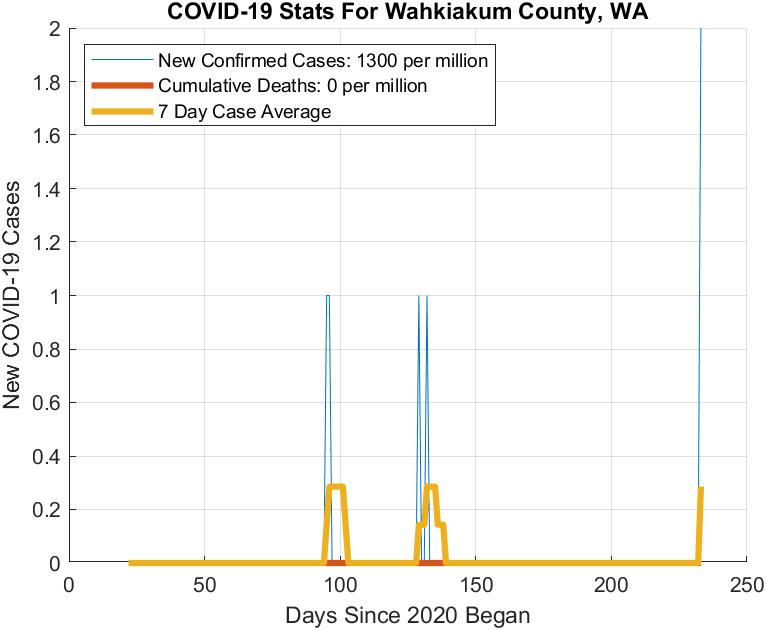 COVID-19 Stats For Wahkiakum County, WA
2
New Confirmed Cases: 1300 per million
1.8
Cumulative Deaths: 0 per million
7 Day Case Average
1.6
1.4
1.2
1
0.8
0.6
0.4
0.2
0
New COVID-19 Cases
0 50 100 150 200 250
Days Since 2020 Began